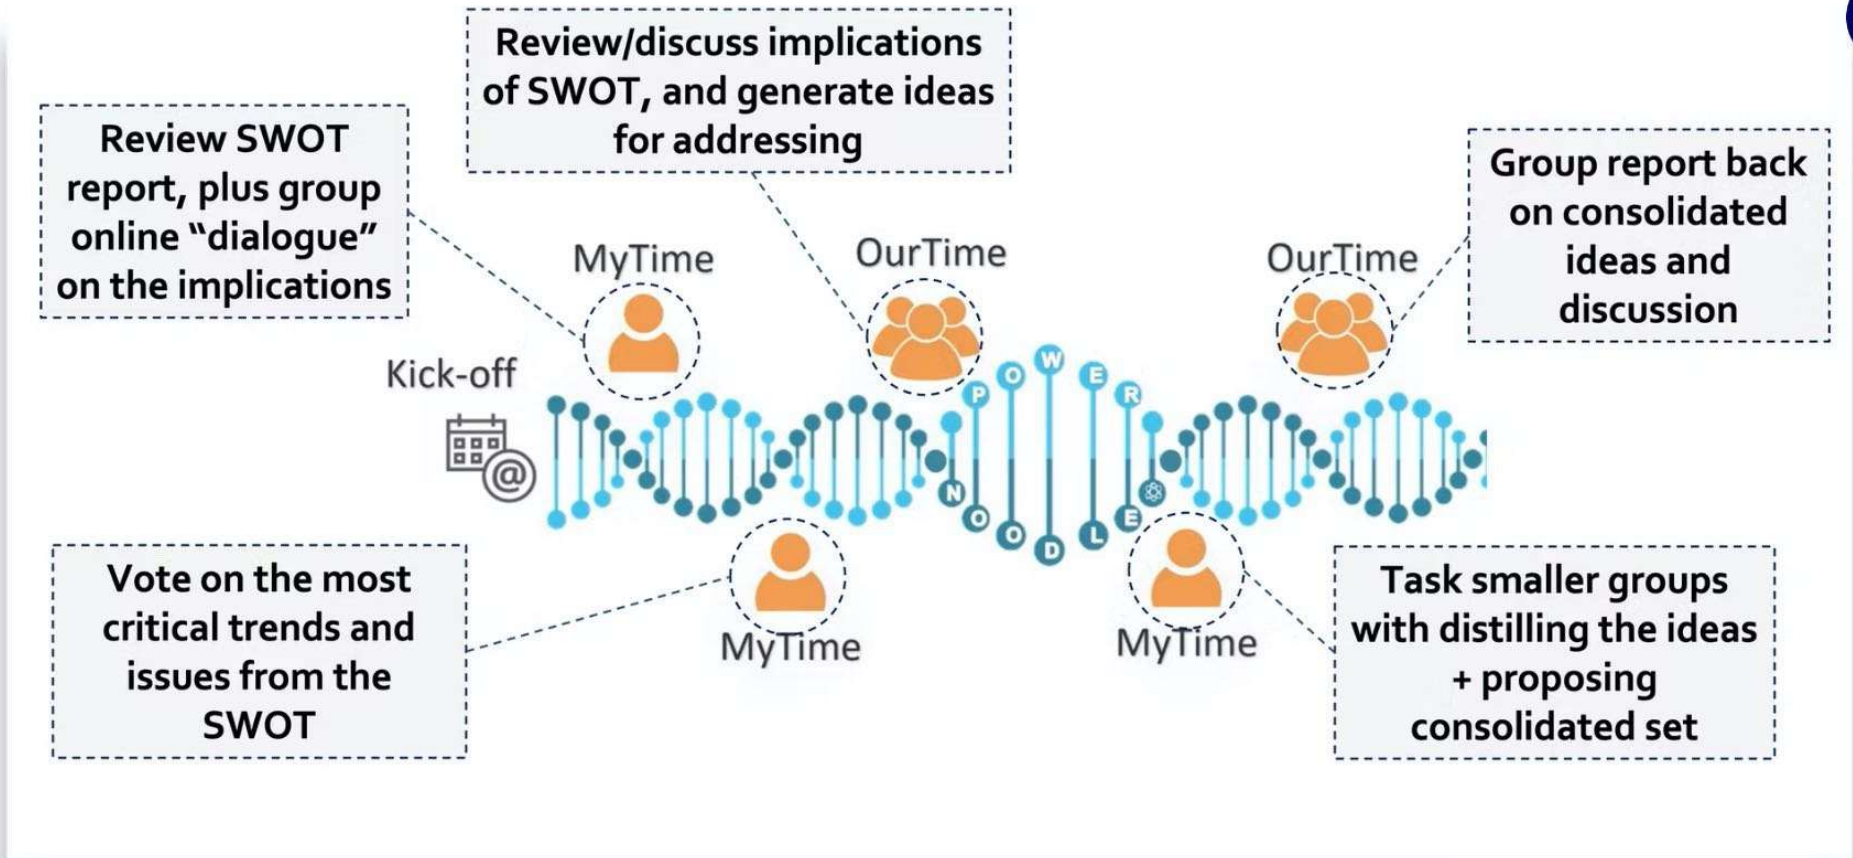 Review/discuss implications
of SWOT, and generate ideas
for addressing
Review SWOT
report, plus group
online “dialogue”
on the implications
Group report back
on consolidated
ideas and
discussion
MyTime
OurTime
OurTime
Kick-off
@
POWER
NOODLE
Vote on the most
critical trends and
issues from the
SWOT
MyTime
MyTime
Task smaller groups
with distilling the ideas
+ proposing
consolidated set